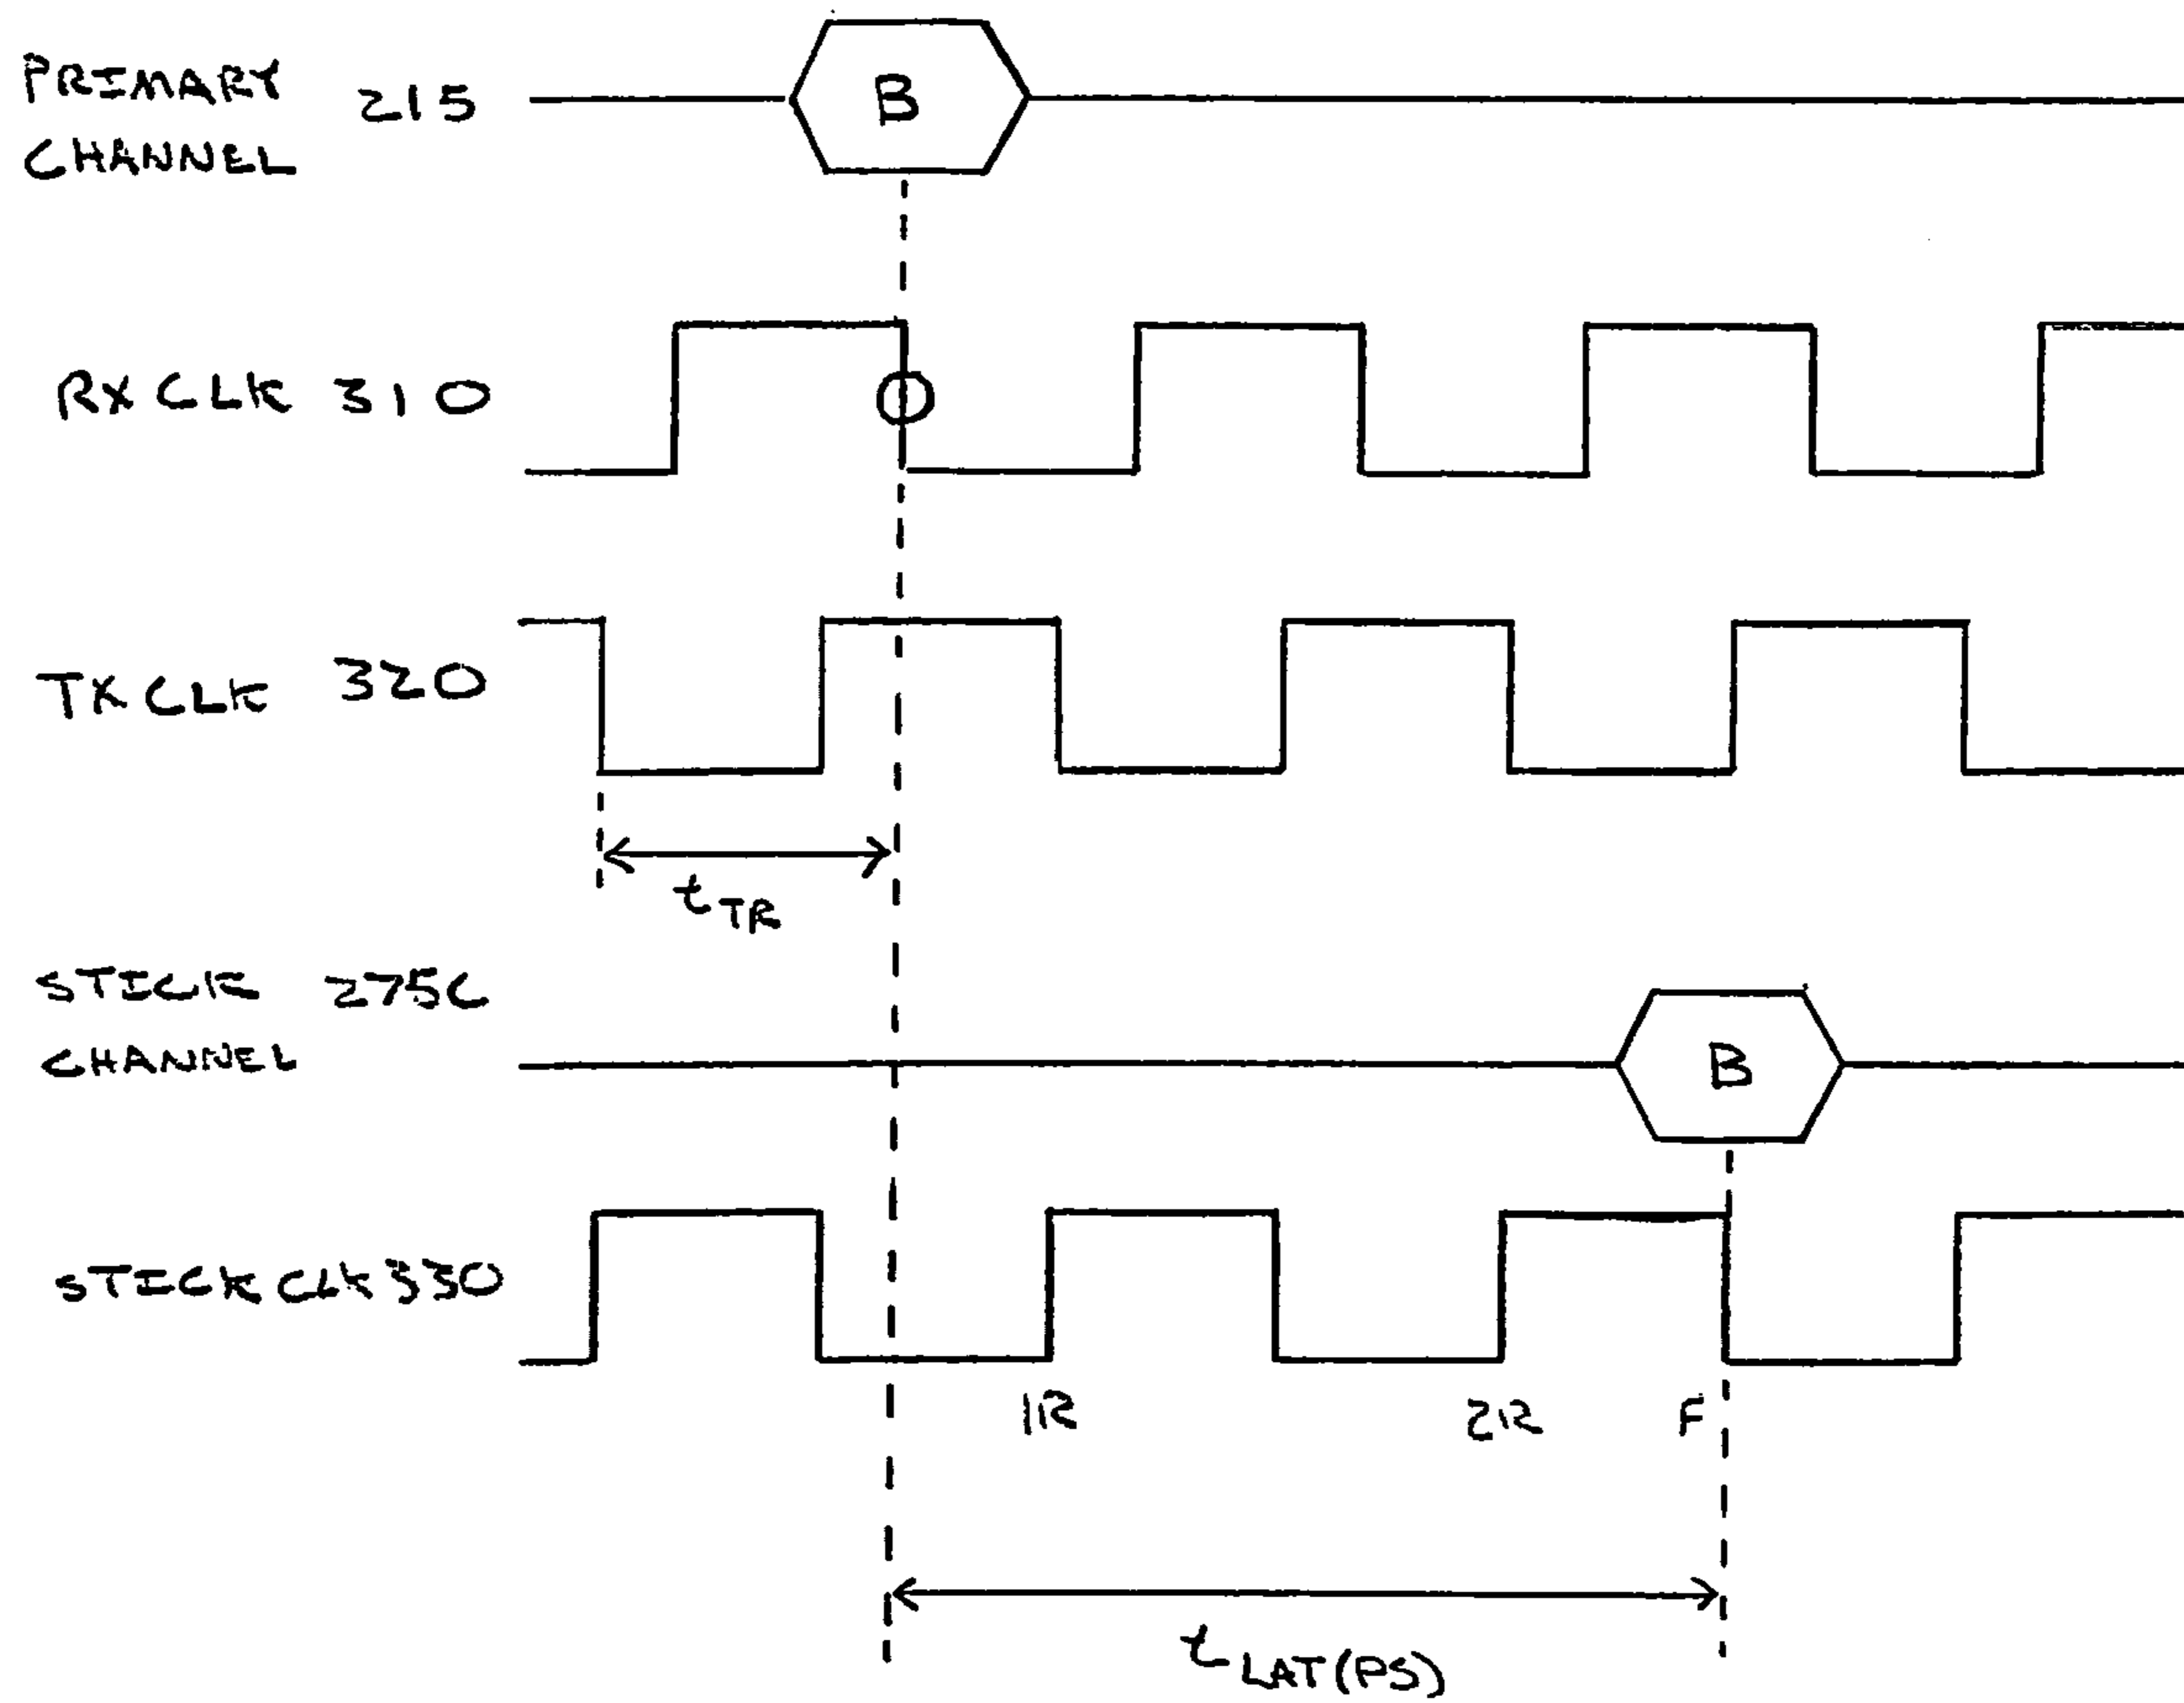 PRIMARY 215
CHANNEL
B
RX CLK 310
TX CLK 320
tTR
STICK 275C
CHANNEL
B
STICK CLK 330
1R
2R
F
tLAT(PS)